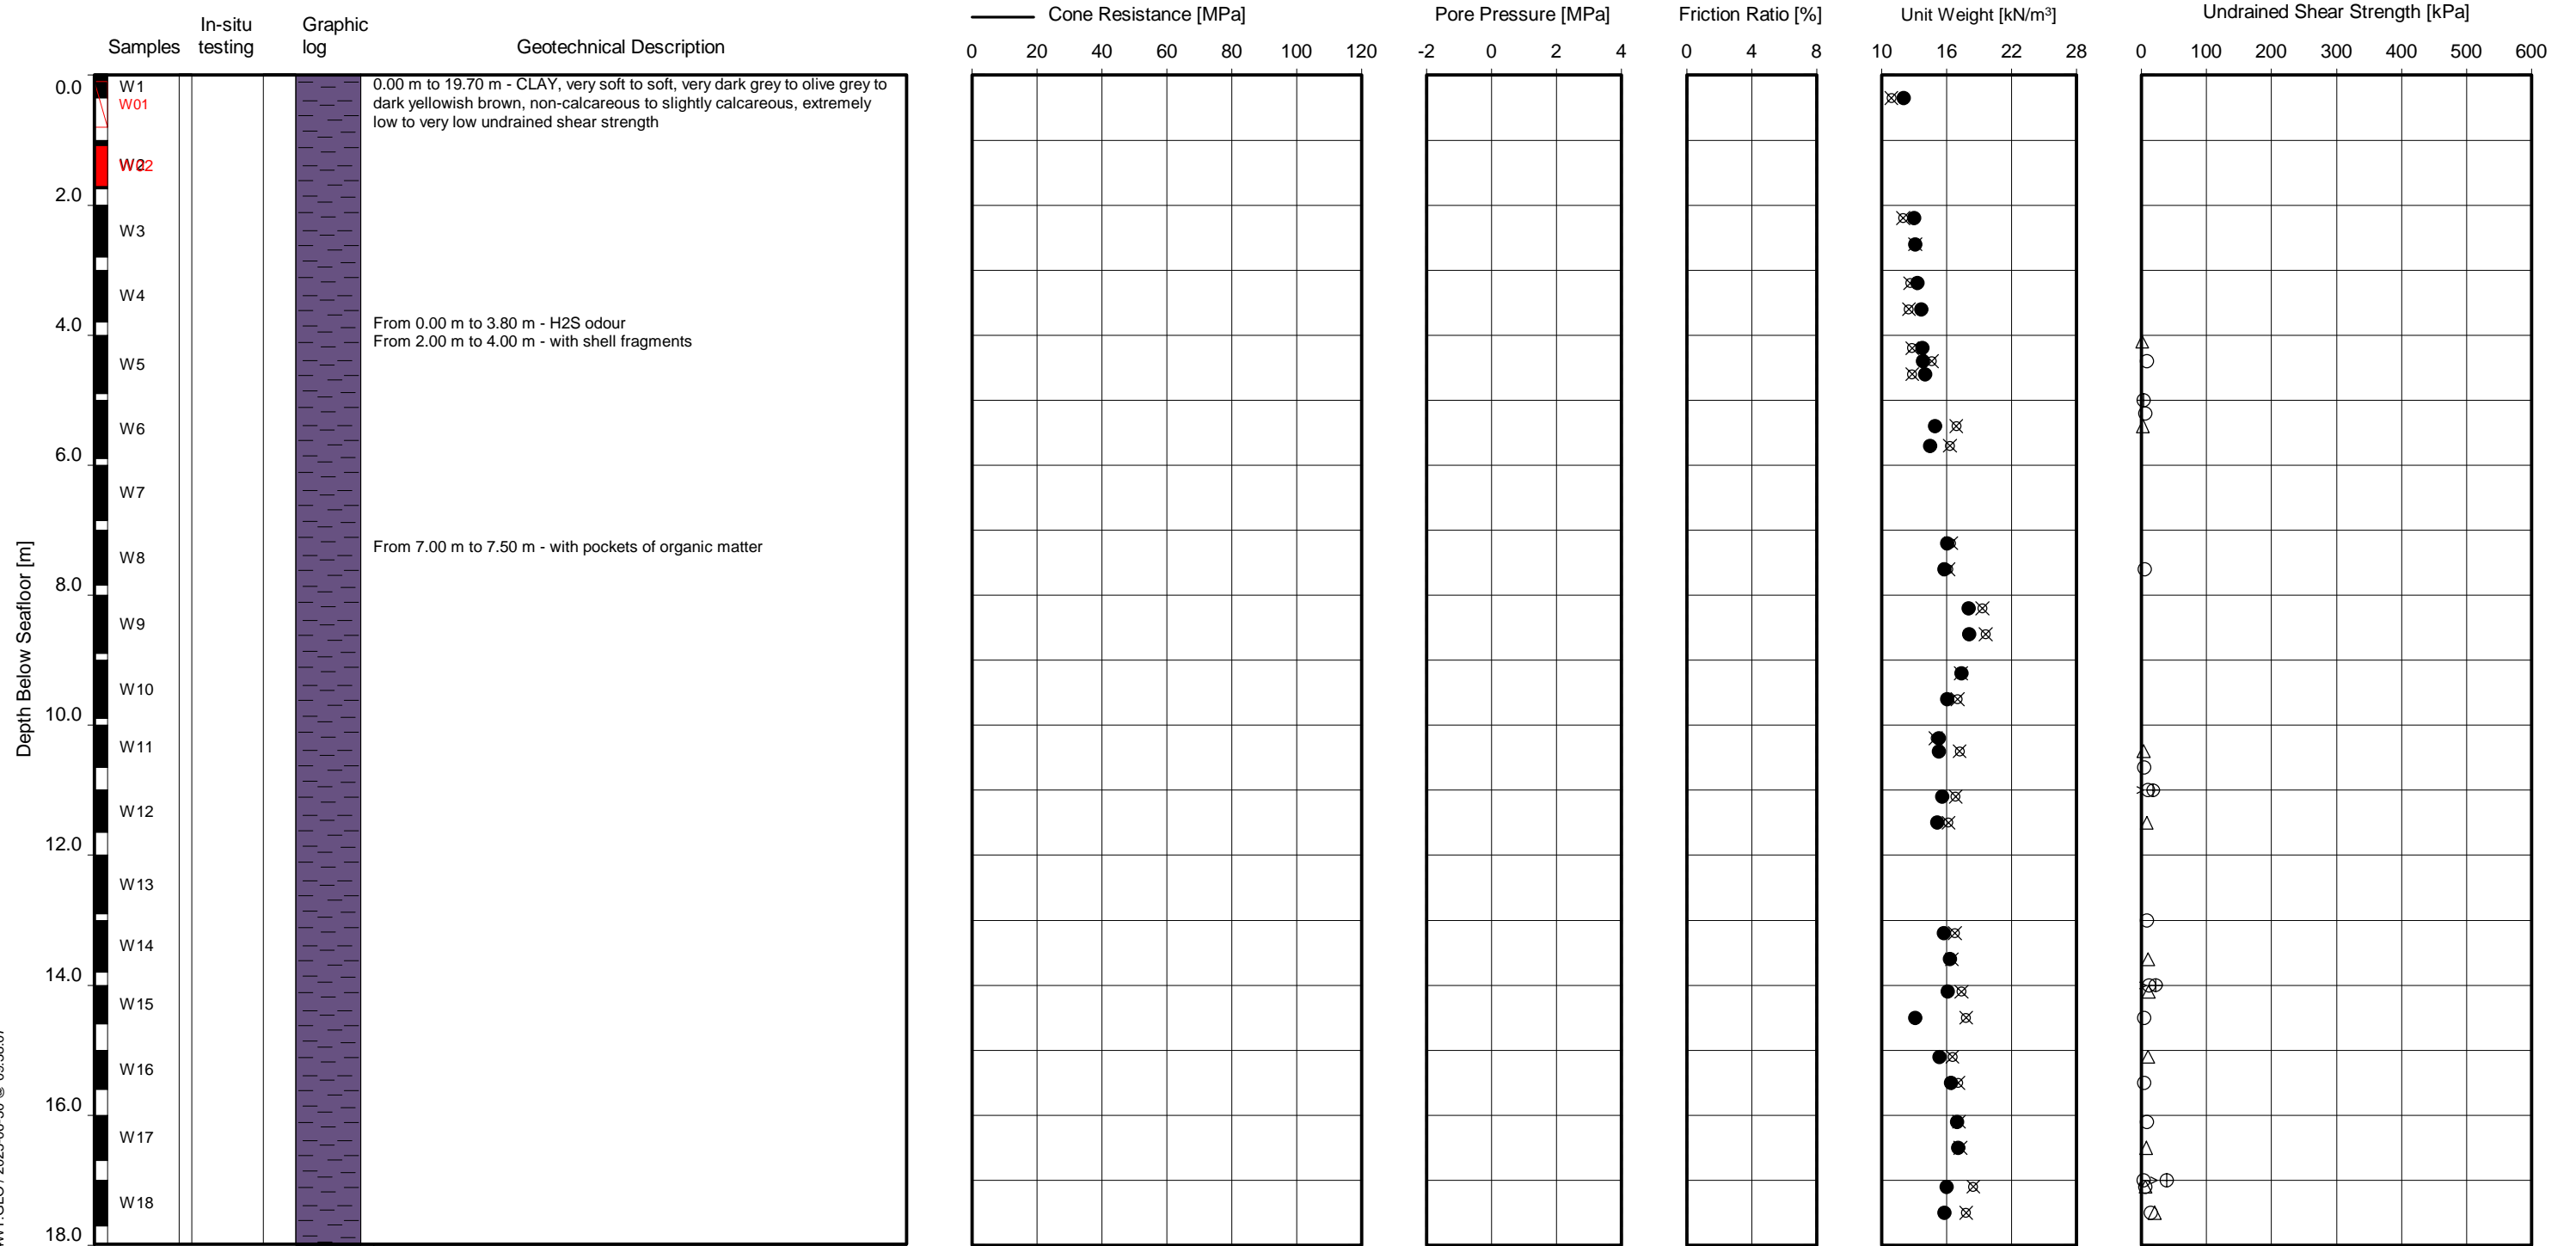 Samples
In-situ
testing
Graphic
log
Geotechnical Description
Cone Resistance [MPa]
Pore Pressure [MPa]
Friction Ratio [%]
Unit Weight [kN/m³]
Undrained Shear Strength [kPa]
0 20 40 60 80 100 120
-2 0 2 4
0 4 8
10 16 22 28
0 100 200 300 400 500 600
Depth Below Seafloor [m]
0.0
2.0
4.0
6.0
8.0
10.0
12.0
14.0
16.0
18.0
W1
W01
W02
W3
W4
W5
W6
W7
W8
W9
W10
W11
W12
W13
W14
W15
W16
W17
W18
0.00 m to 19.70 m - CLAY, very soft to soft, very dark grey to olive grey to
dark yellowish brown, non-calcareous to slightly calcareous, extremely
low to very low undrained shear strength
From 0.00 m to 3.80 m - H2S odour
From 2.00 m to 4.00 m - with shell fragments
From 7.00 m to 7.50 m - with pockets of organic matter